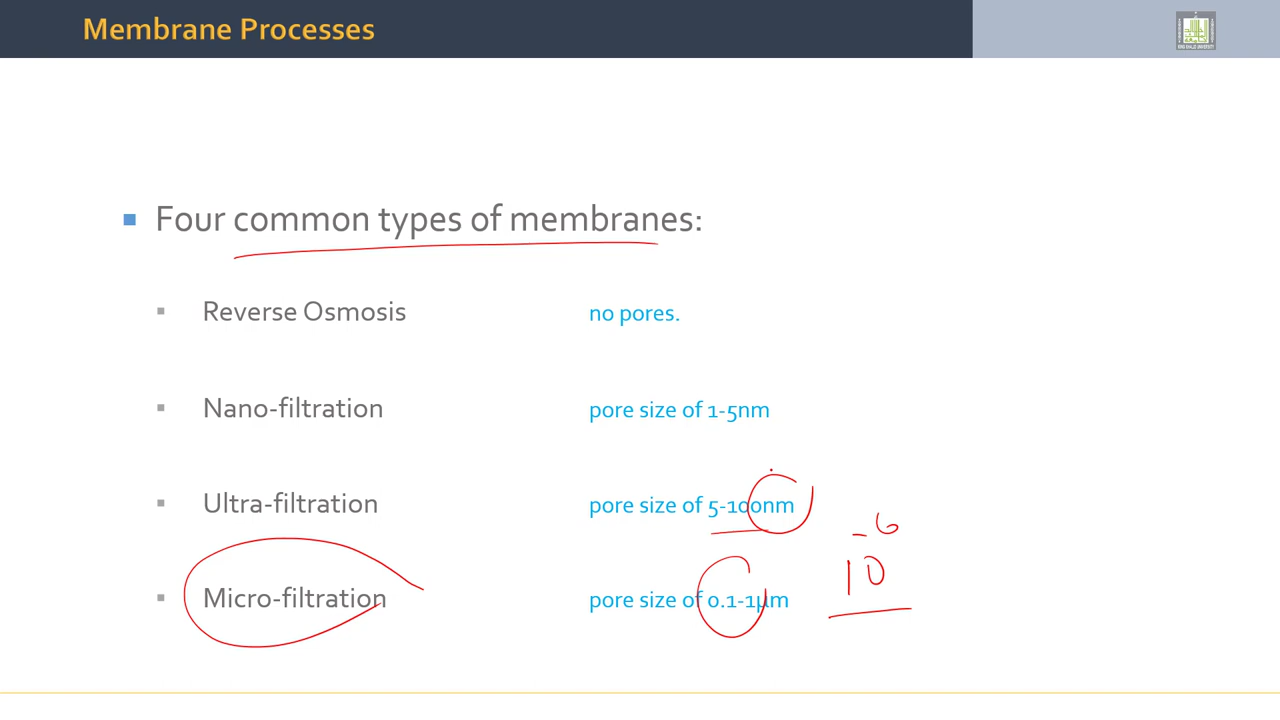 Membrane Processes
Four common types of membranes:
Reverse Osmosis no pores.
Nano-filtration pore size of 1-5nm
Ultra-filtration pore size of 5-100nm
Micro-filtration pore size of 0.1-1µm
10-6